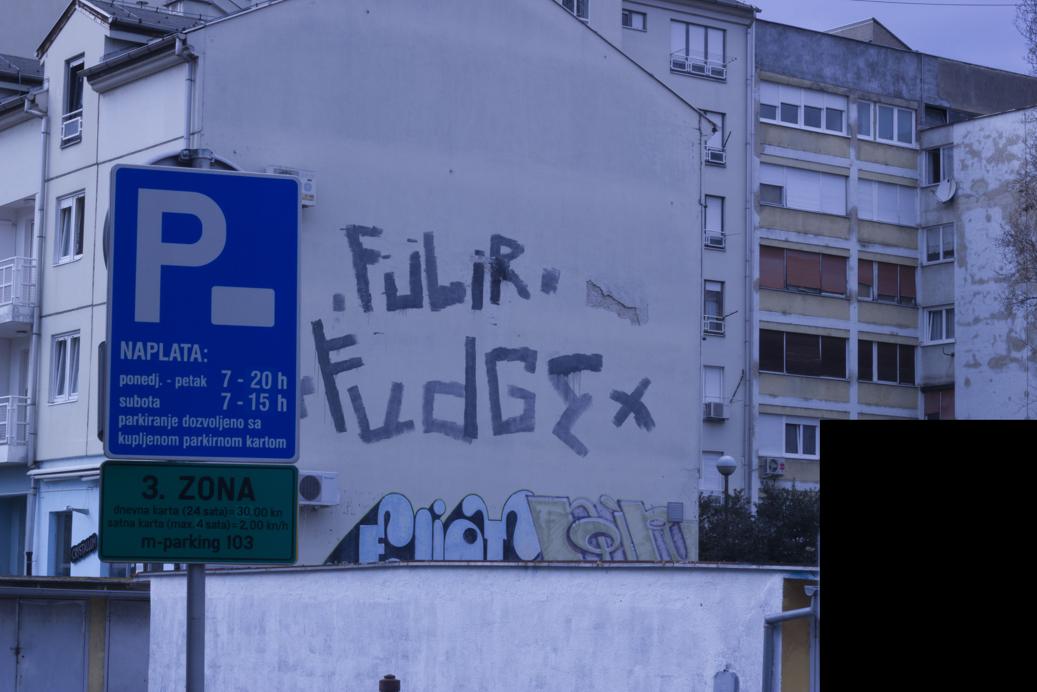 P
NAPLATA:
ponedj. - petak 7 - 20 h
subota 7 - 15 h
parkiranje dozvoljeno sa
kupljenom parkirnom kartom
3. ZONA
dnevna karta (24 sata)= 30,00 kn
satna karta (max. 4 sata)= 2,00 kn/h
m-parking 103
FULIR
FUDGE x